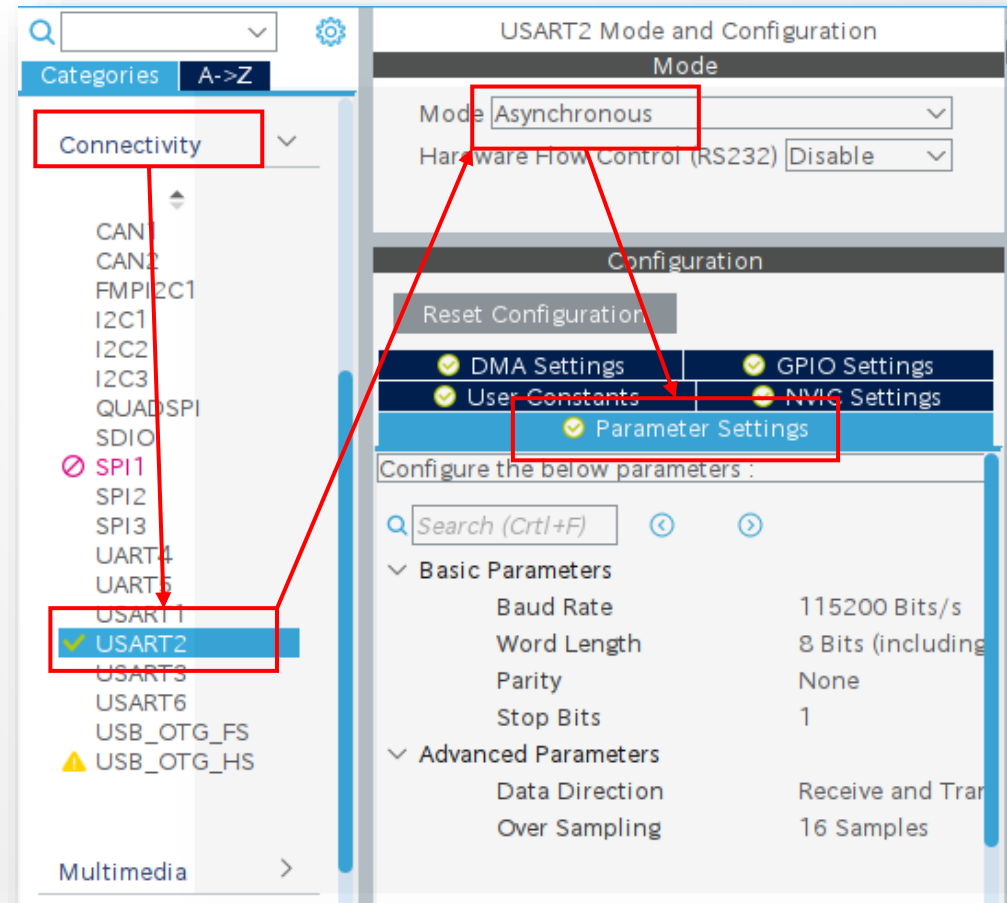 Categories A->Z
Connectivity
CAN1
CAN2
FMPI2C1
I2C1
I2C2
I2C3
QUADSPI
SDIO
SPI1
SPI2
SPI3
UART4
UART5
USART1
USART2
USART3
USART6
USB_OTG_FS
USB_OTG_HS
Multimedia
USART2 Mode and Configuration
Mode
Mode Asynchronous
Hardware Flow Control (RS232) Disable
Configuration
Reset Configuration
DMA Settings GPIO Settings
User Constants NVIC Settings
Parameter Settings
Configure the below parameters :
Search (Crtl+F)
Basic Parameters
Baud Rate 115200 Bits/s
Word Length 8 Bits (including
Parity None
Stop Bits 1
Advanced Parameters
Data Direction Receive and Tran
Over Sampling 16 Samples